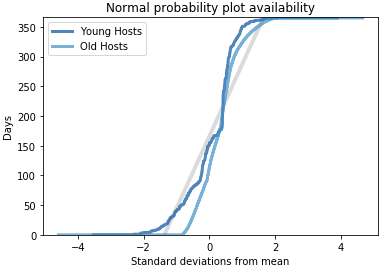 Normal probability plot availability
Young Hosts
Old Hosts
350
300
250
200
150
100
50
0
Days
−4
−2
0
2
4
Standard deviations from mean